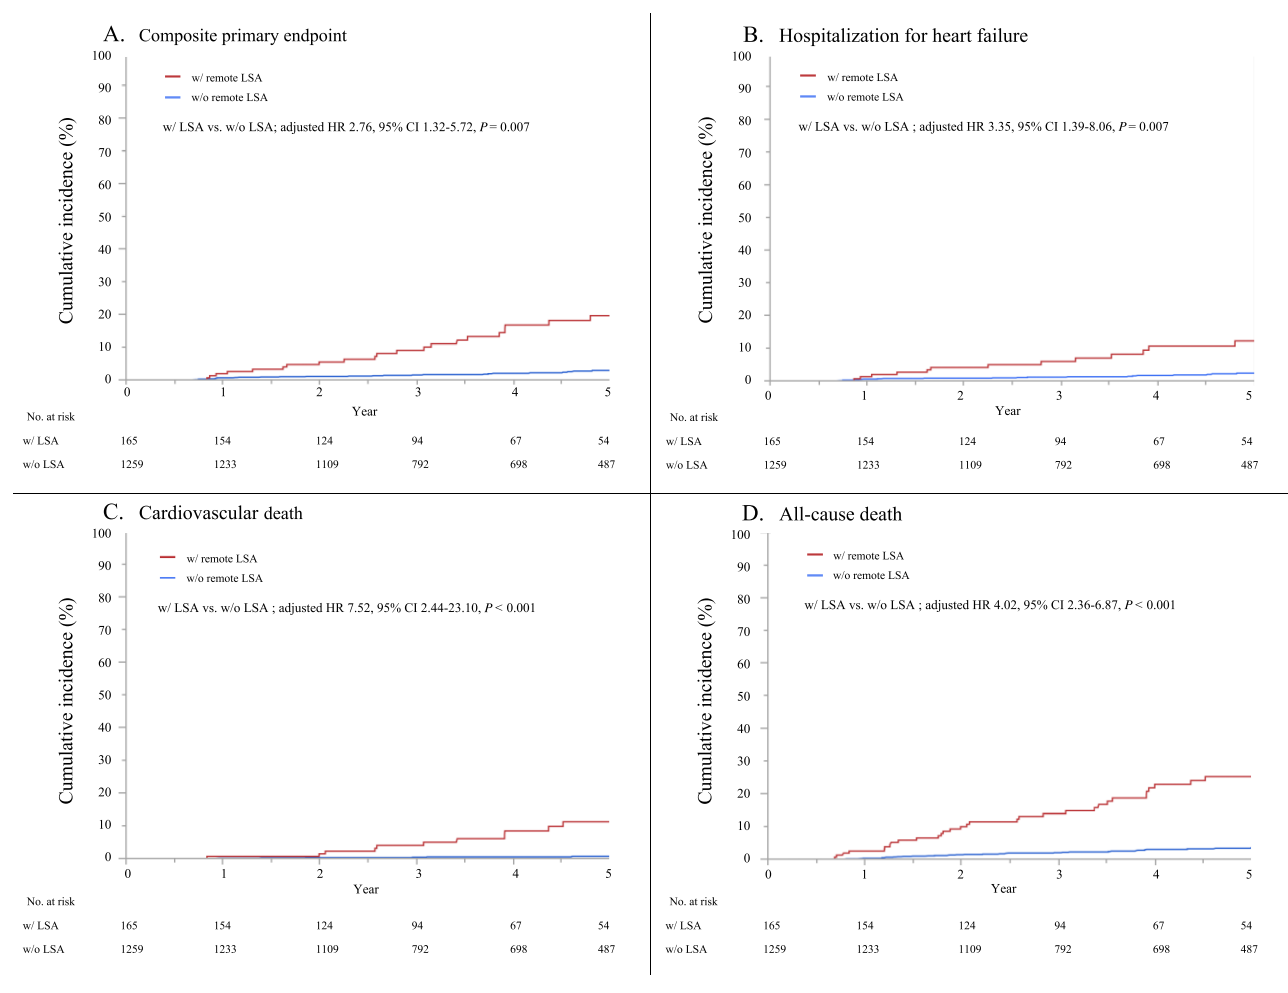 A. Composite primary endpoint
100
90
80
70
60
50
40
30
20
10
0
Cumulative incidence (%)
w/ remote LSA
w/o remote LSA
w/ LSA vs. w/o LSA; adjusted HR 2.76, 95% CI 1.32-5.72, P = 0.007
0 1 2 3 4 5
Year
No. at risk
w/ LSA 165 154 124 94 67 54
w/o LSA 1259 1233 1109 792 698 487
B. Hospitalization for heart failure
100
90
80
70
60
50
40
30
20
10
0
Cumulative incidence (%)
w/ remote LSA
w/o remote LSA
w/ LSA vs. w/o LSA ; adjusted HR 3.35, 95% CI 1.39-8.06, P = 0.007
0 1 2 3 4 5
Year
No. at risk
w/ LSA 165 154 124 94 67 54
w/o LSA 1259 1233 1109 792 698 487
C. Cardiovascular death
100
90
80
70
60
50
40
30
20
10
0
Cumulative incidence (%)
w/ remote LSA
w/o remote LSA
w/ LSA vs. w/o LSA ; adjusted HR 7.52, 95% CI 2.44-23.10, P < 0.001
0 1 2 3 4 5
Year
No. at risk
w/ LSA 165 154 124 94 67 54
w/o LSA 1259 1233 1109 792 698 487
D. All-cause death
100
90
80
70
60
50
40
30
20
10
0
Cumulative incidence (%)
w/ remote LSA
w/o remote LSA
w/ LSA vs. w/o LSA ; adjusted HR 4.02, 95% CI 2.36-6.87, P < 0.001
0 1 2 3 4 5
Year
No. at risk
w/ LSA 165 154 124 94 67 54
w/o LSA 1259 1233 1109 792 698 487